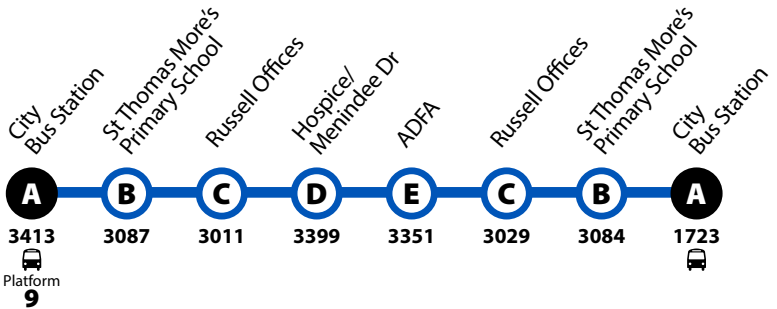 City
Bus Station
St Thomas More's
Primary School
Russell Offices
Hospice/
Menindee Dr
ADFA
Russell Offices
St Thomas More's
Primary School
City
Bus Station
A B C D E C B A
3413 3087 3011 3399 3351 3029 3084 1723
Platform
9